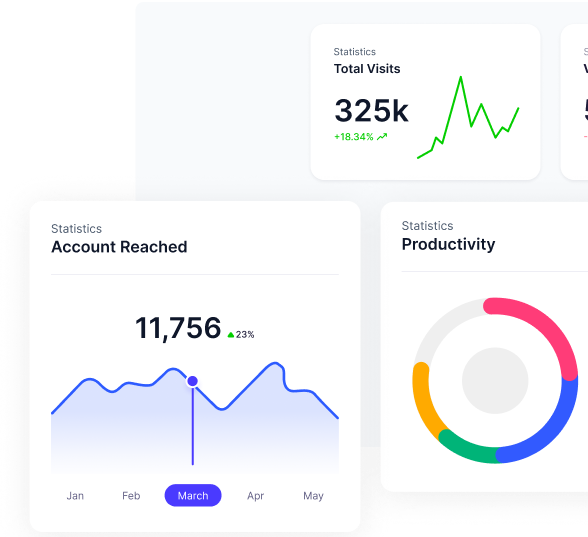 Statistics
Total Visits
325k
+18.34%
Statistics
Account Reached
11,756
23%
Jan
Feb
March
Apr
May
Statistics
Productivity